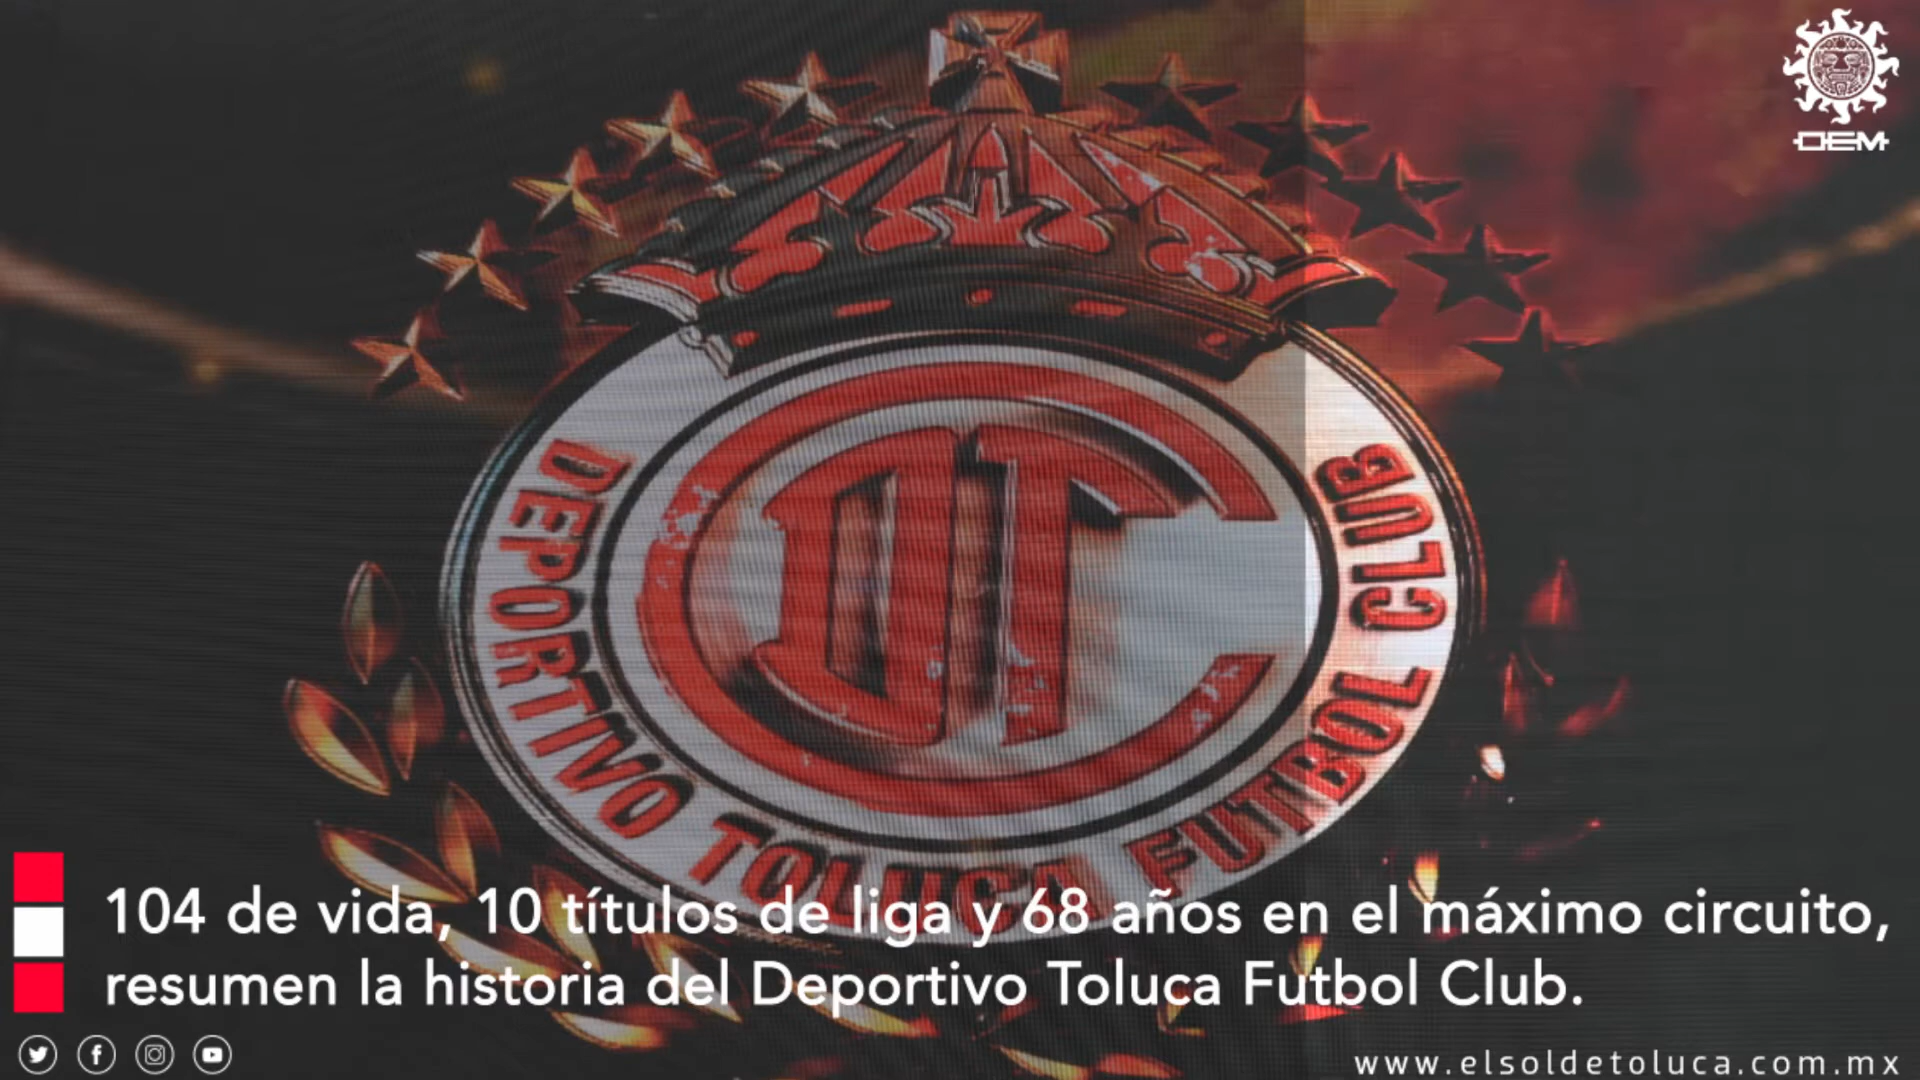 DEM
DEPORTIVO TOLUCA FUTBOL CLUB
104 de vida, 10 títulos de liga y 68 años en el máximo circuito,
resumen la historia del Deportivo Toluca Futbol Club.
www.elsoldetoluca.com.mx